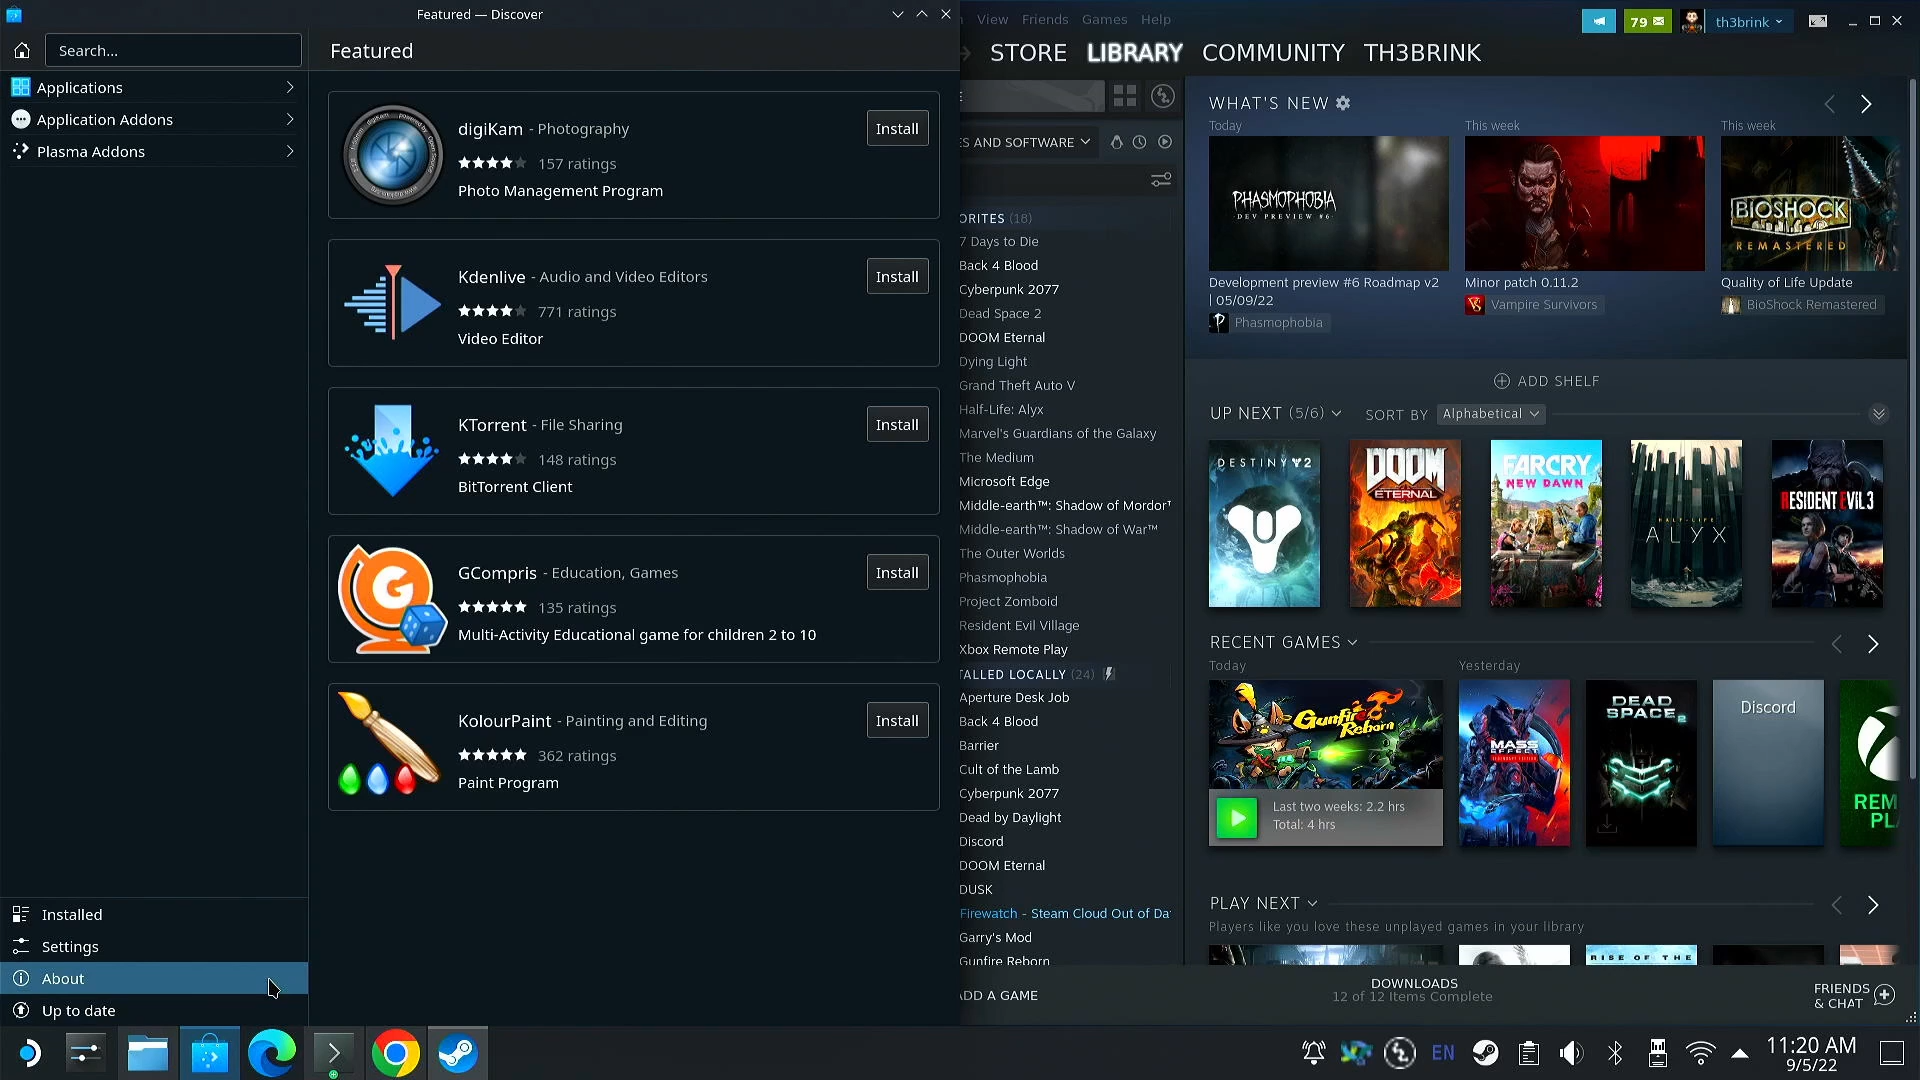 Featured — Discover
Search...
Featured
Applications
Application Addons
Plasma Addons
digiKam - Photography
Install
157 ratings
Photo Management Program
Kdenlive - Audio and Video Editors
Install
771 ratings
Video Editor
KTorrent - File Sharing
Install
148 ratings
BitTorrent Client
GCompris - Education, Games
Install
135 ratings
Multi-Activity Educational game for children 2 to 10
KolourPaint - Painting and Editing
Install
362 ratings
Paint Program
Installed
Settings
About
Up to date
View Friends Games Help
79
th3brink
STORE LIBRARY COMMUNITY TH3BRINK
ES AND SOFTWARE
ORITES (18)
7 Days to Die
Back 4 Blood
Cyberpunk 2077
Dead Space 2
DOOM Eternal
Dying Light
Grand Theft Auto V
Half-Life: Alyx
Marvel's Guardians of the Galaxy
The Medium
Microsoft Edge
Middle-earth™: Shadow of Mordor
Middle-earth™: Shadow of War™
The Outer Worlds
Phasmophobia
Project Zomboid
Resident Evil Village
Xbox Remote Play
TALLED LOCALLY (24)
Aperture Desk Job
Back 4 Blood
Barrier
Cult of the Lamb
Cyberpunk 2077
Dead by Daylight
Discord
DOOM Eternal
DUSK
Firewatch - Steam Cloud Out of Da
Garry's Mod
Gunfire Reborn
DD A GAME
WHAT'S NEW
Today
This week
This week
PHASMOPHOBIA
DEV PREVIEW #6
BIOSHOCK
REMASTERED
Development preview #6 Roadmap v2
| 05/09/22
Phasmophobia
Minor patch 0.11.2
Vampire Survivors
Quality of Life Update
BioShock Remastered
ADD SHELF
UP NEXT (5/6)
SORT BY
Alphabetical
DESTINY 2
DOOM
ETERNAL
FARCRY
NEW DAWN
HALF-LIFE
ALYX
RESIDENT EVIL 3
RECENT GAMES
Today
Yesterday
Gunfire
Reborn
Last two weeks: 2.2 hrs
Total: 4 hrs
MASS
EFFECT
DEAD
SPACE 2
Discord
REM
PL
PLAY NEXT
Players like you love these unplayed games in your library
RISE OF THE
DOWNLOADS
12 of 12 Items Complete
FRIENDS
& CHAT
EN
11:20 AM
9/5/22